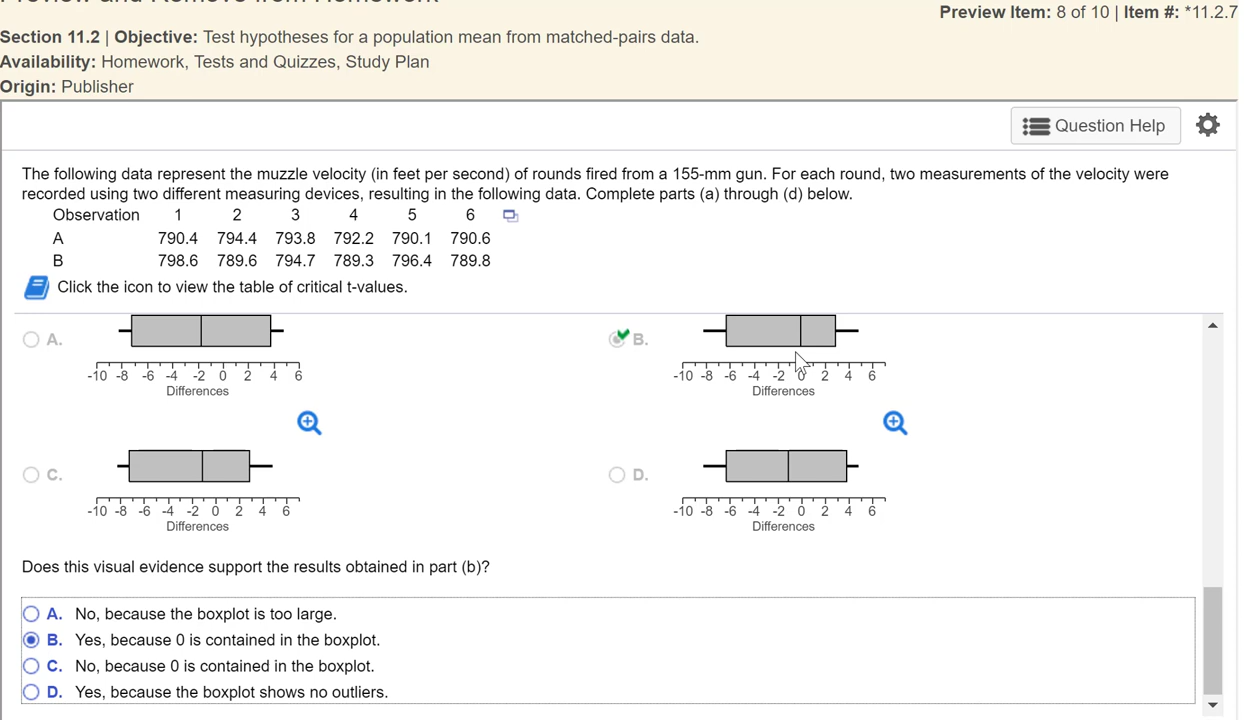 Preview and Remove from Homework
Preview Item: 8 of 10 | Item #: *11.2.7
Section 11.2 | Objective: Test hypotheses for a population mean from matched-pairs data.
Availability: Homework, Tests and Quizzes, Study Plan
Origin: Publisher
Question Help
The following data represent the muzzle velocity (in feet per second) of rounds fired from a 155-mm gun. For each round, two measurements of the velocity were
recorded using two different measuring devices, resulting in the following data. Complete parts (a) through (d) below.
Observation 1 2 3 4 5 6
A 790.4 794.4 793.8 792.2 790.1 790.6
B 798.6 789.6 794.7 789.3 796.4 789.8
Click the icon to view the table of critical t-values.
A.
-10 -8 -6 -4 -2 0 2 4 6
Differences
B.
-10 -8 -6 -4 -2 0 2 4 6
Differences
C.
-10 -8 -6 -4 -2 0 2 4 6
Differences
D.
-10 -8 -6 -4 -2 0 2 4 6
Differences
Does this visual evidence support the results obtained in part (b)?
A. No, because the boxplot is too large.
B. Yes, because 0 is contained in the boxplot.
C. No, because 0 is contained in the boxplot.
D. Yes, because the boxplot shows no outliers.